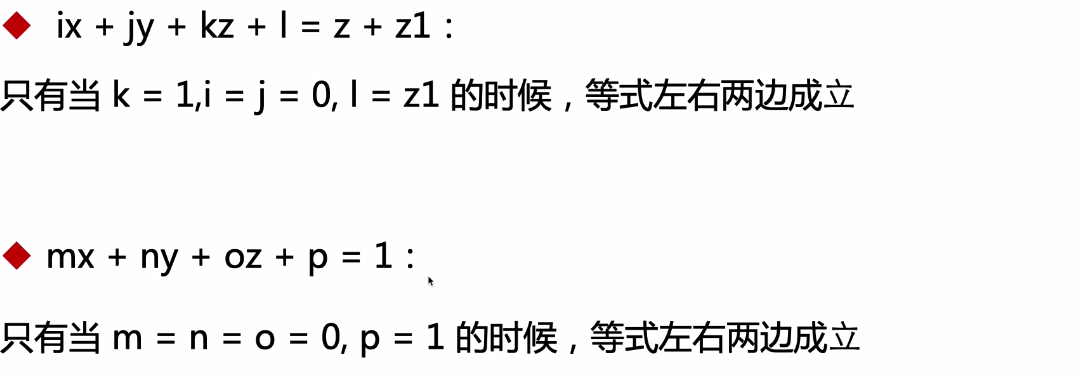 ◆ ix + jy + kz + l = z + z1：
只有当 k = 1,i = j = 0, l = z1 的时候，等式左右两边成立
◆ mx + ny + oz + p = 1：
只有当 m = n = o = 0, p = 1 的时候，等式左右两边成立